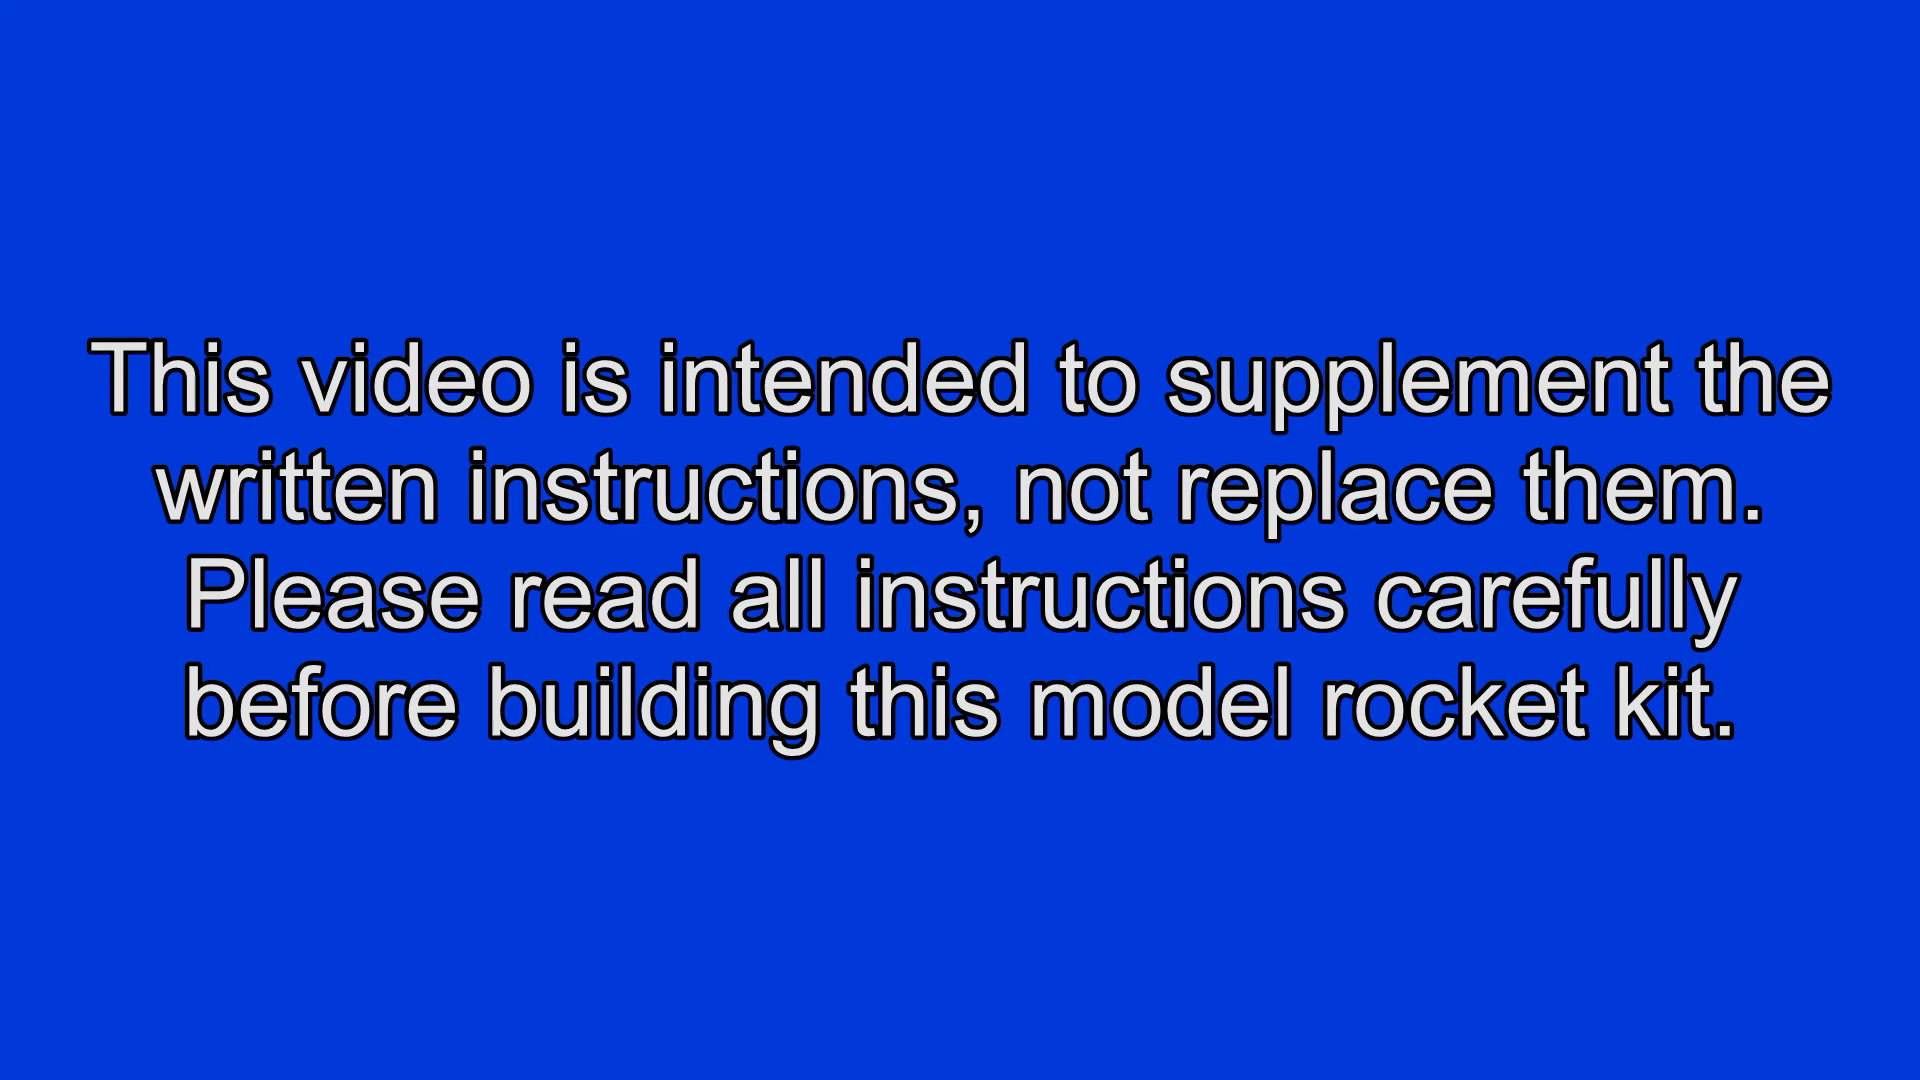 This video is intended to supplement the
written instructions, not replace them.
Please read all instructions carefully
before building this model rocket kit.